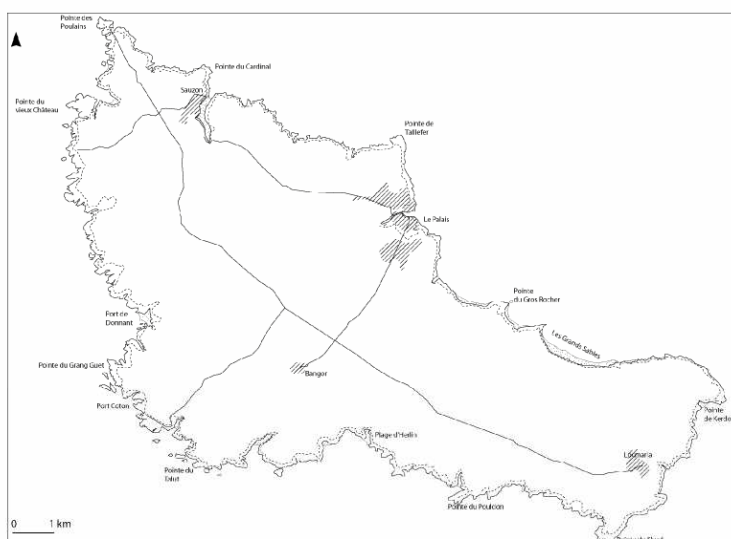 Pointe des
Poulains
Pointe du Cardinal
Sauzon
Pointe du
vieux Château
Pointe de
Taillefer
Le Palais
Pointe
du Gros Rocher
Les Grands Sables
Port de
Donnant
Pointe du Grang Guet
Bangor
Port Coton
Pointe
de Kerdo
Plage d'Herlin
Locmaria
Pointe du
Talut
Pointe du Pouldon
0 1 km